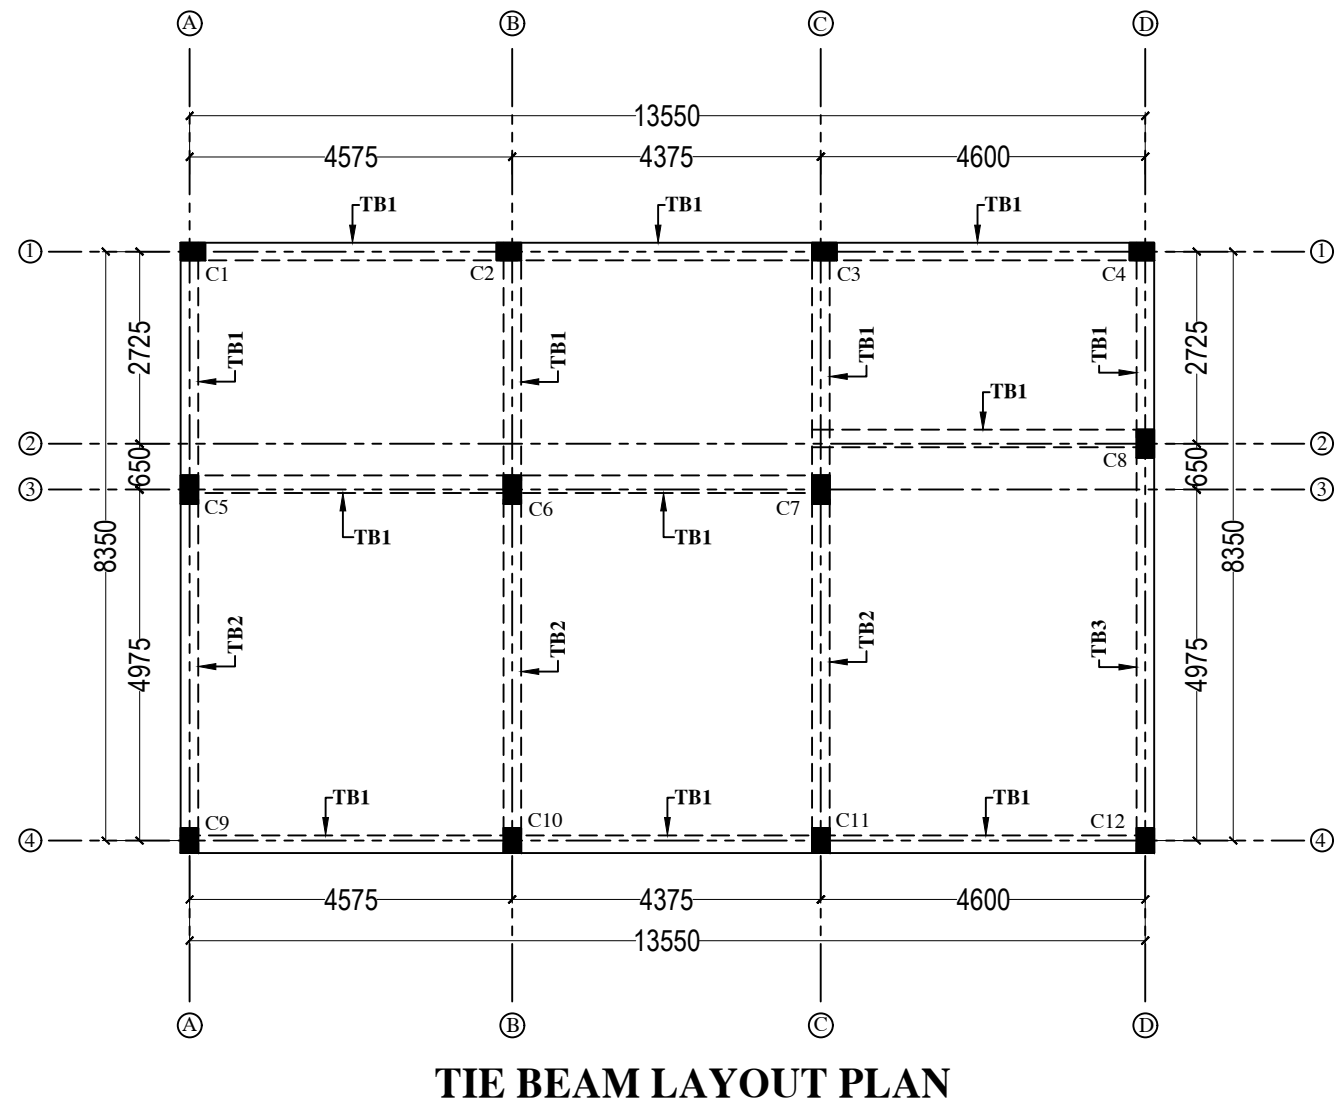 A B C D
13550
4575 4375 4600
TB1 TB1 TB1
1 1
C1 C2 C3 C4
2725 TB1 TB1 TB1 TB1 2725
TB1
2 2
650 C8 650
3 3
C5 C6 C7
TB1 TB1
8350 8350
4975 TB2 TB2 TB2 TB3 4975
TB1 TB1 TB1
C9 C10 C11 C12
4 4
4575 4375 4600
13550
A B C D
TIE BEAM LAYOUT PLAN